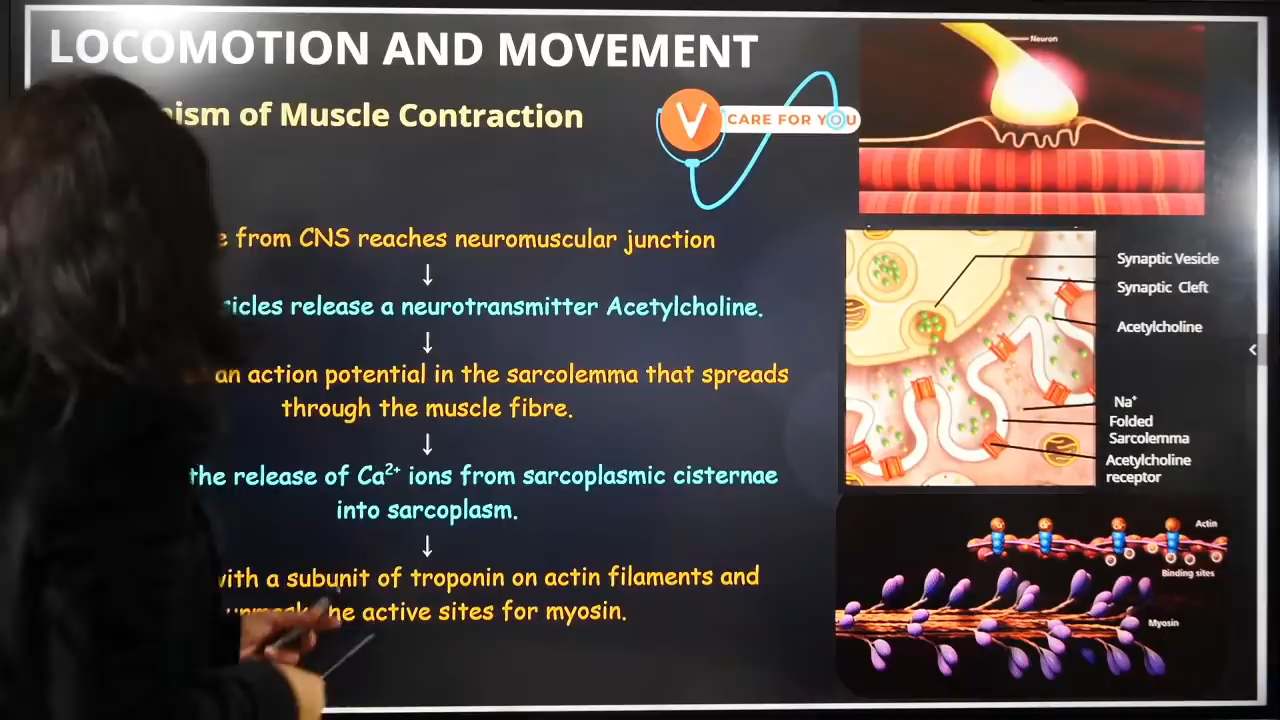 LOCOMOTION AND MOVEMENT
of Muscle Contraction
CARE FOR YOU
from CNS reaches neuromuscular junction
↓
release a neurotransmitter Acetylcholine.
↓
an action potential in the sarcolemma that spreads
through the muscle fibre.
↓
the release of Ca²⁺ ions from sarcoplasmic cisternae
into sarcoplasm.
↓
with a subunit of troponin on actin filaments and
active sites for myosin.
Neuron
Synaptic Vesicle
Synaptic Cleft
Acetylcholine
Na⁺
Folded
Sarcolemma
Acetylcholine
receptor
Actin
Binding sites
Myosin